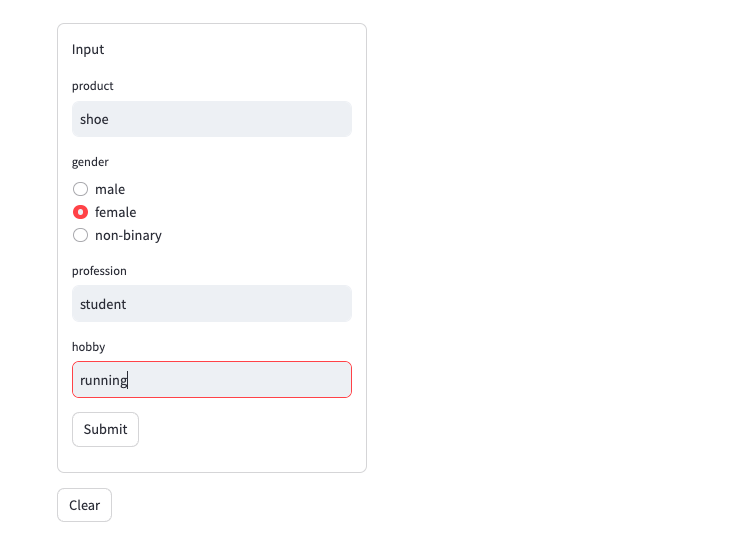 Input
product
shoe
gender
male
female
non-binary
profession
student
hobby
running
Submit
Clear